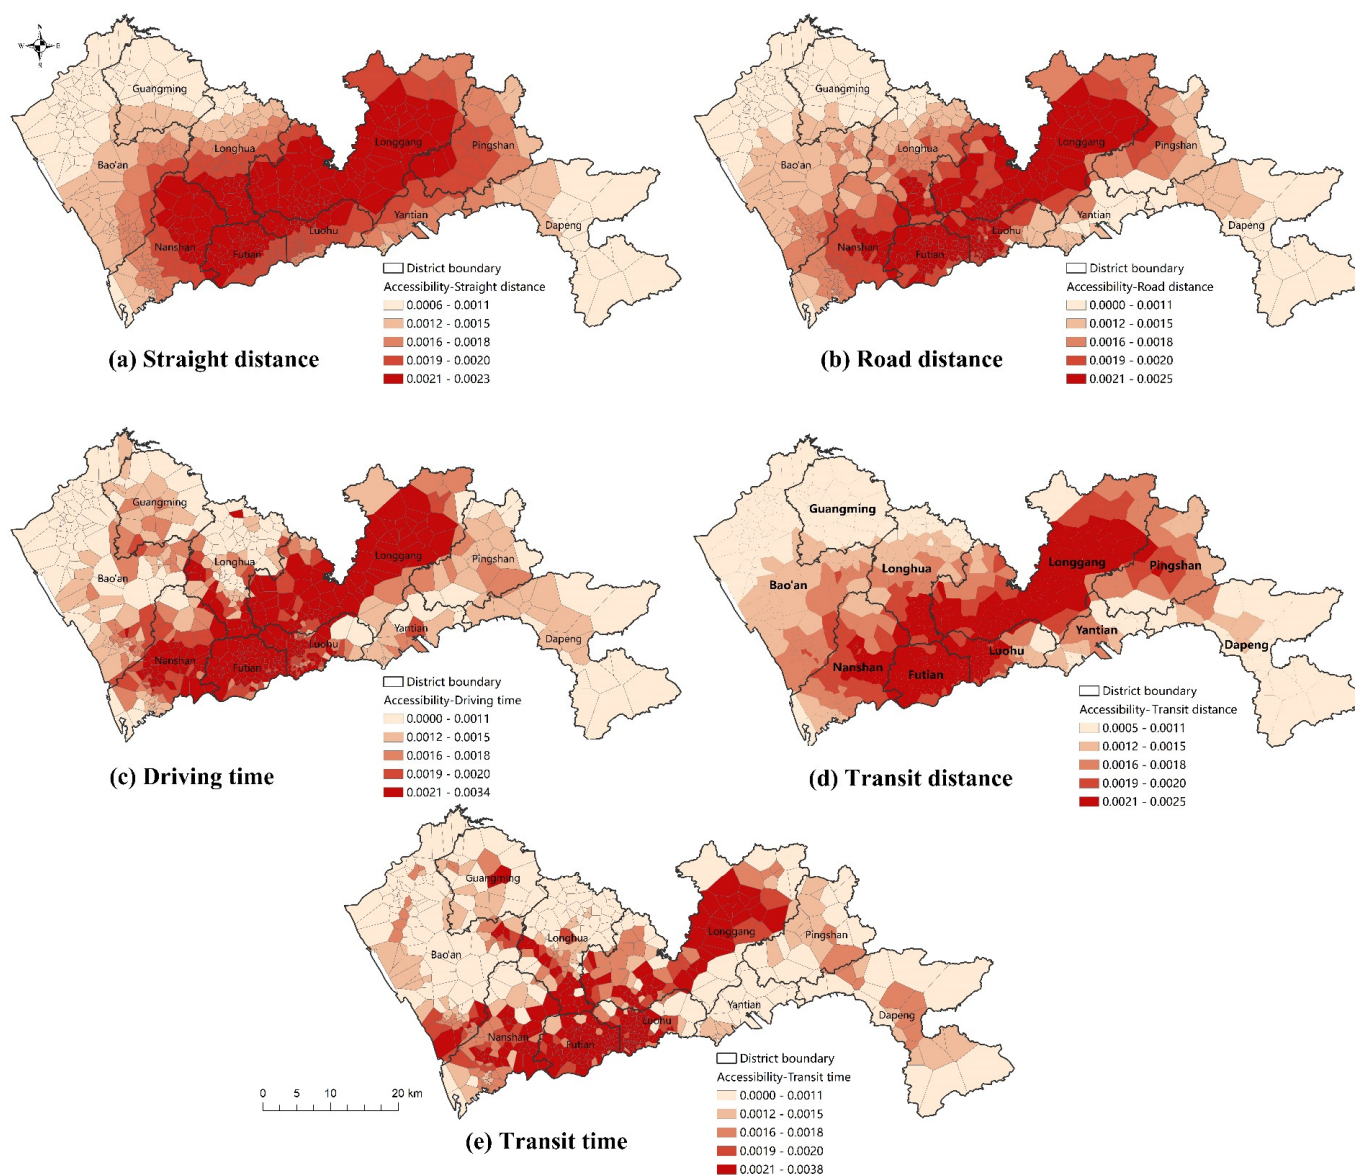 N
W E
S
Guangming
Bao'an
Longhua
Longgang
Pingshan
Nanshan
Futian
Luohu
Yantian
Dapeng
District boundary
Accessibility-Straight distance
0.0006 - 0.0011
0.0012 - 0.0015
0.0016 - 0.0018
0.0019 - 0.0020
0.0021 - 0.0023
(a) Straight distance
Guangming
Bao'an
Longhua
Longgang
Pingshan
Nanshan
Futian
Luohu
Yantian
Dapeng
District boundary
Accessibility-Road distance
0.0000 - 0.0011
0.0012 - 0.0015
0.0016 - 0.0018
0.0019 - 0.0020
0.0021 - 0.0025
(b) Road distance
Guangming
Bao'an
Longhua
Longgang
Pingshan
Nanshan
Futian
Luohu
Yantian
Dapeng
District boundary
Accessibility-Driving time
0.0000 - 0.0011
0.0012 - 0.0015
0.0016 - 0.0018
0.0019 - 0.0020
0.0021 - 0.0034
(c) Driving time
Guangming
Bao'an
Longhua
Longgang
Pingshan
Nanshan
Futian
Luohu
Yantian
Dapeng
District boundary
Accessibility-Transit distance
0.0005 - 0.0011
0.0012 - 0.0015
0.0016 - 0.0018
0.0019 - 0.0020
0.0021 - 0.0025
(d) Transit distance
Guangming
Bao'an
Longhua
Longgang
Pingshan
Nanshan
Futian
Luohu
Yantian
Dapeng
District boundary
Accessibility-Transit time
0.0000 - 0.0011
0.0012 - 0.0015
0.0016 - 0.0018
0.0019 - 0.0020
0.0021 - 0.0038
0 5 10 20 km
(e) Transit time